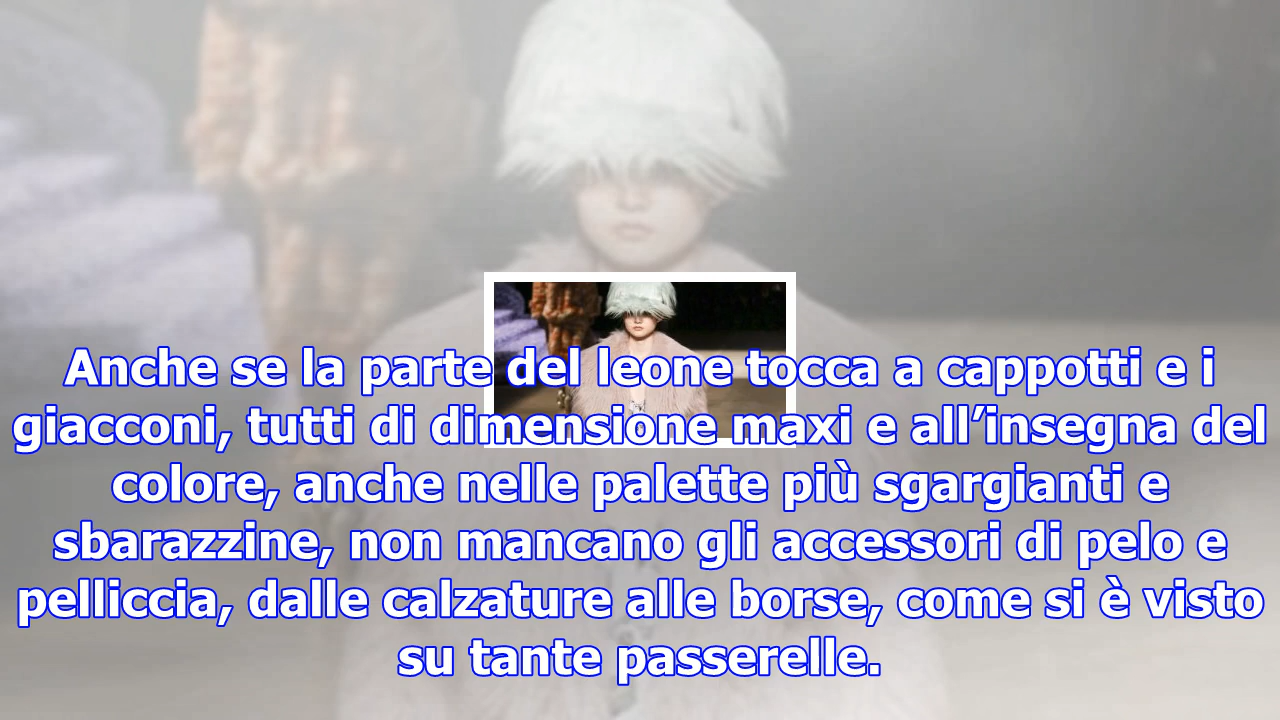 Anche se la parte del leone tocca a cappotti e i
giacconi, tutti di dimensione maxi e all’insegna del
colore, anche nelle palette più sgargianti e
sbarazzine, non mancano gli accessori di pelo e
pelliccia, dalle calzature alle borse, come si è visto
su tante passerelle.